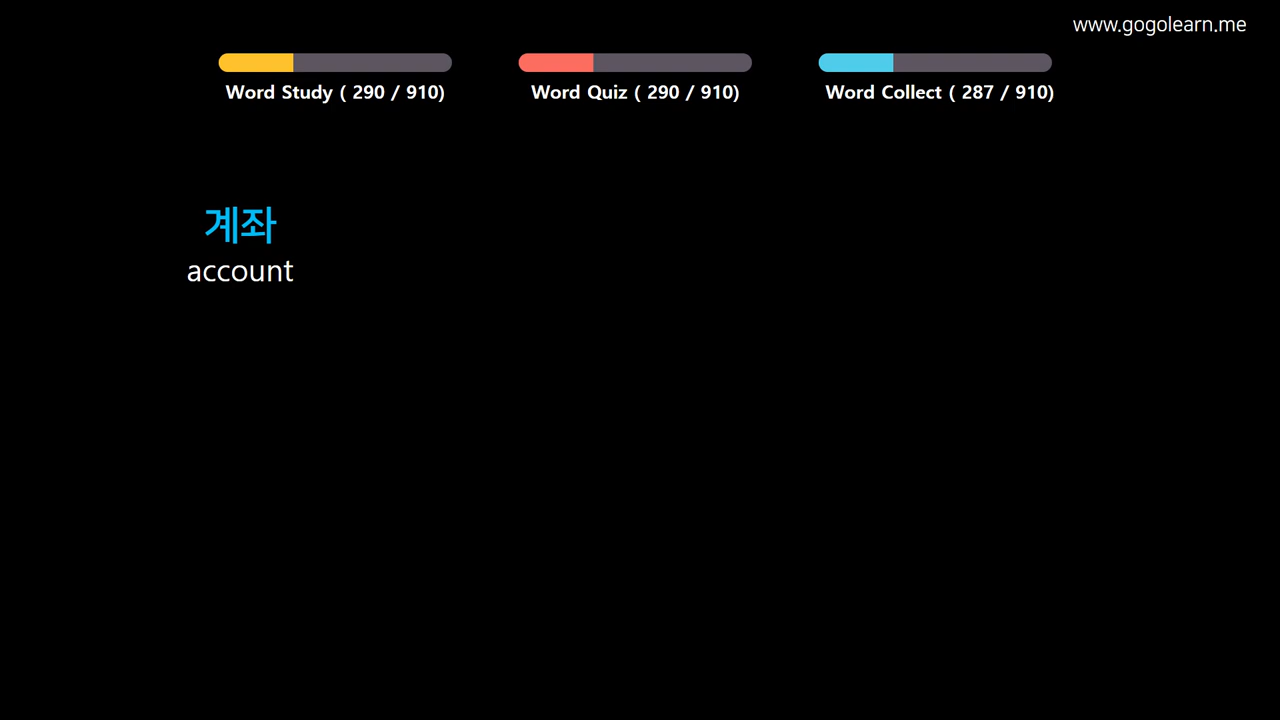 www.gogolearn.me
Word Study ( 290 / 910)
Word Quiz ( 290 / 910)
Word Collect ( 287 / 910)
계좌
account